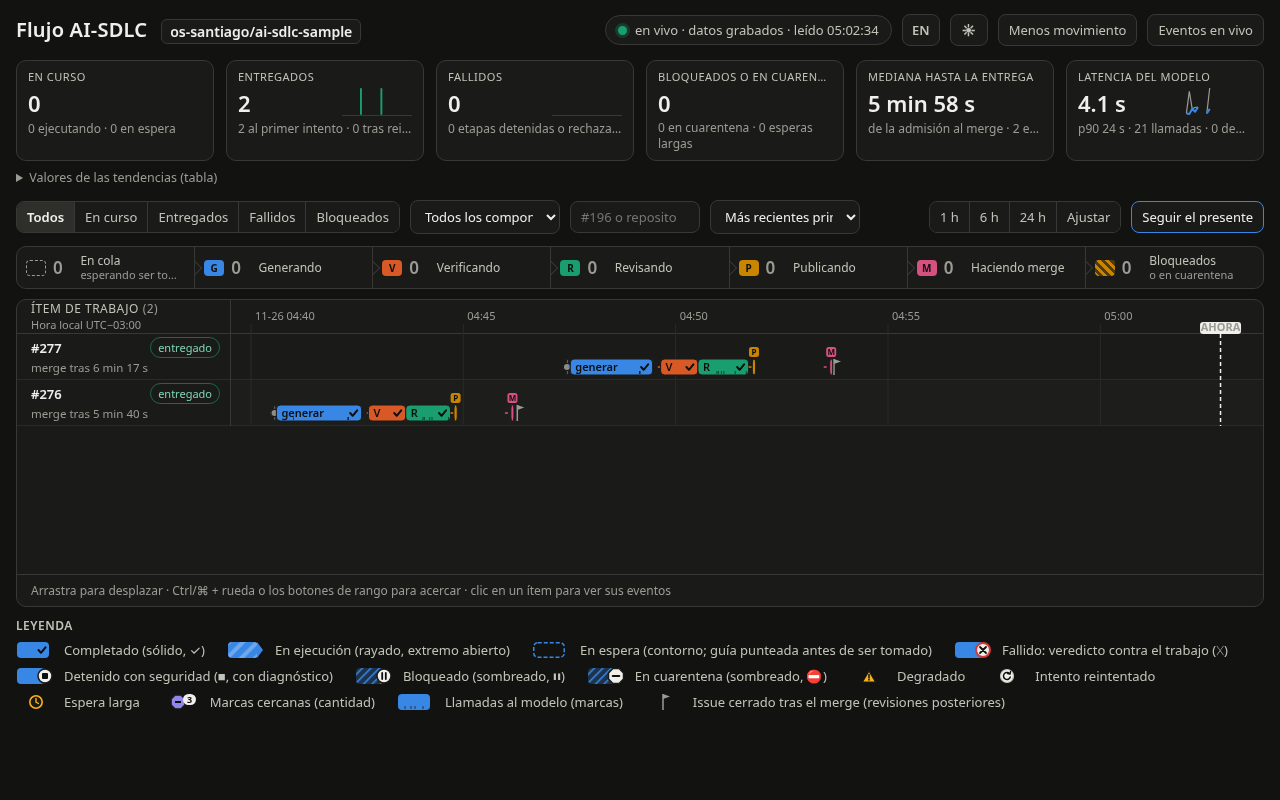 Flujo AI-SDLC
os-santiago/ai-sdlc-sample
en vivo · datos grabados · leído 05:02:34
EN
Menos movimiento
Eventos en vivo
EN CURSO
0
0 ejecutando · 0 en espera
ENTREGADOS
2
2 al primer intento · 0 tras rei...
FALLIDOS
0
0 etapas detenidas o rechaza...
BLOQUEADOS O EN CUAREN...
0
0 en cuarentena · 0 esperas
largas
MEDIANA HASTA LA ENTREGA
5 min 58 s
de la admisión al merge · 2 e...
LATENCIA DEL MODELO
4.1 s
p90 24 s · 21 llamadas · 0 de...
Valores de las tendencias (tabla)
Todos
En curso
Entregados
Fallidos
Bloqueados
Todos los compor
#196 o reposito
Más recientes prir
1 h
6 h
24 h
Ajustar
Seguir el presente
0
En cola
esperando ser to...
G 0 Generando
V 0 Verificando
R 0 Revisando
P 0 Publicando
M 0 Haciendo merge
0
Bloqueados
o en cuarentena
ÍTEM DE TRABAJO (2)
Hora local UTC−03:00
11-26 04:40
04:45
04:50
04:55
05:00
AHORA
#277
entregado
merge tras 6 min 17 s
generar
V
R
P
M
#276
entregado
merge tras 5 min 40 s
generar
V
R
P
M
Arrastra para desplazar · Ctrl/⌘ + rueda o los botones de rango para acercar · clic en un ítem para ver sus eventos
LEYENDA
Completado (sólido, ✓)
En ejecución (rayado, extremo abierto)
En espera (contorno; guía punteada antes de ser tomado)
Fallido: veredicto contra el trabajo (╳)
Detenido con seguridad (■, con diagnóstico)
Bloqueado (sombreado, ⏸)
En cuarentena (sombreado, ⛔)
Degradado
Intento reintentado
Espera larga
3
Marcas cercanas (cantidad)
Llamadas al modelo (marcas)
Issue cerrado tras el merge (revisiones posteriores)